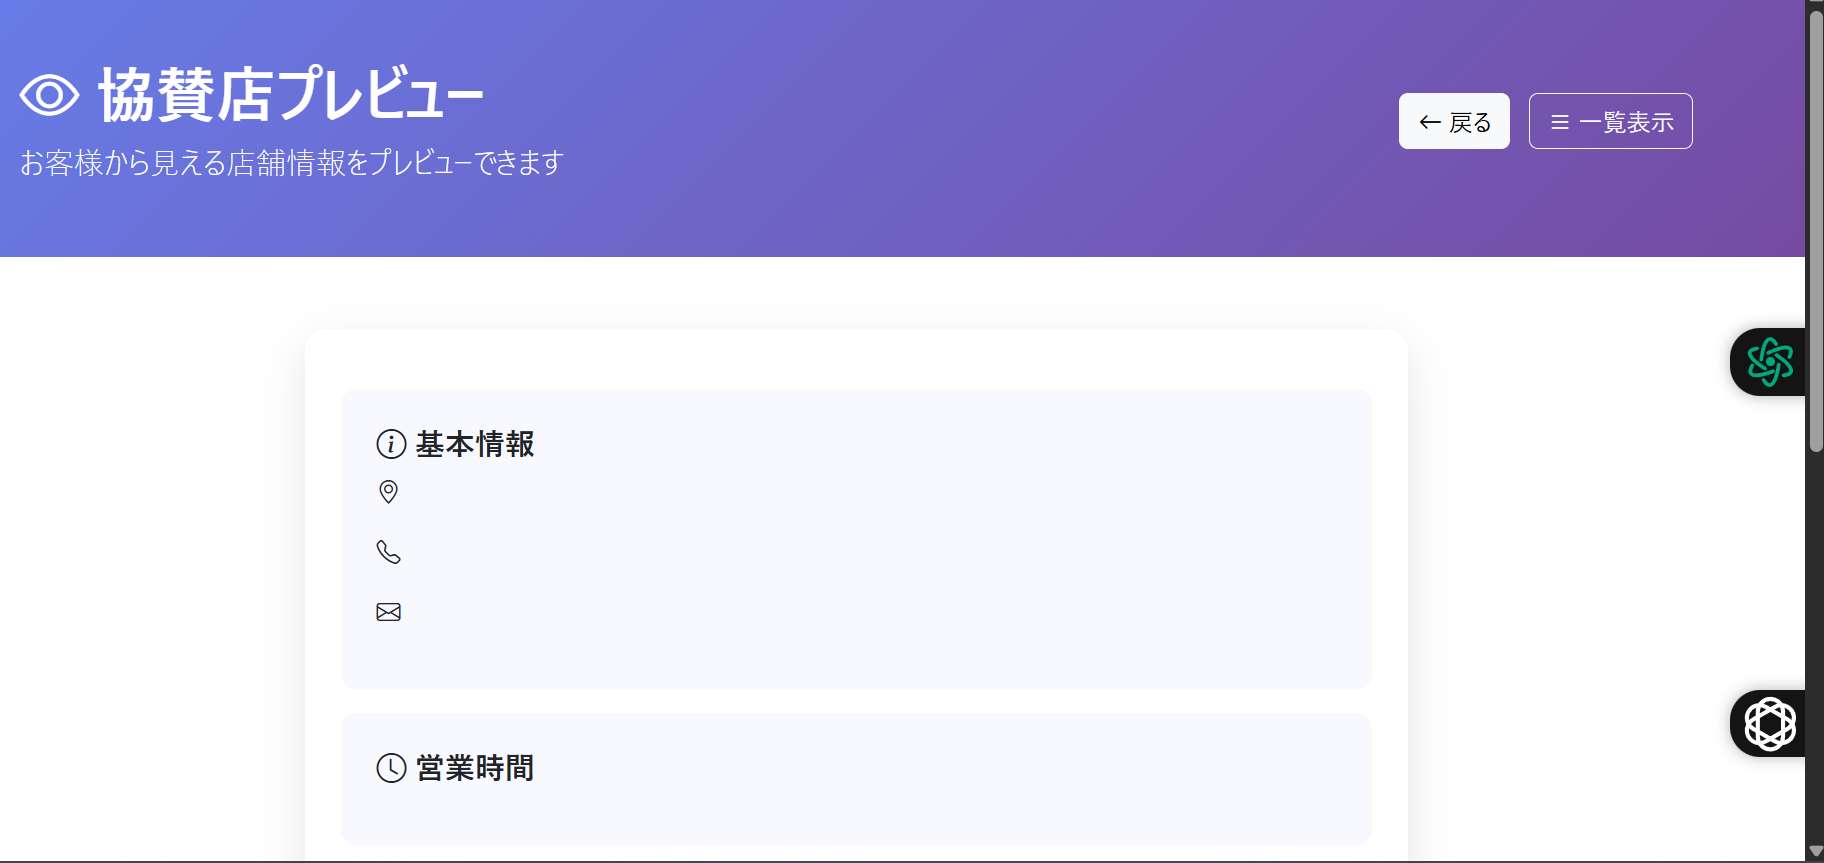 協賛店プレビュー
お客様から見える店舗情報をプレビューできます
← 戻る
一覧表示
基本情報
営業時間